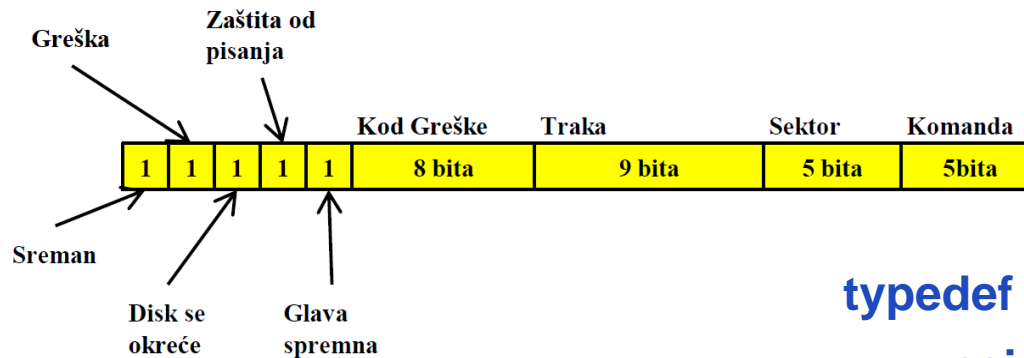 Greška
Zaštita od
pisanja
Kod Greške Traka Sektor Komanda
1 1 1 1 1 8 bita 9 bita 5 bita 5bita
Sreman
Disk se
okreće
Glava
spremna
typedef